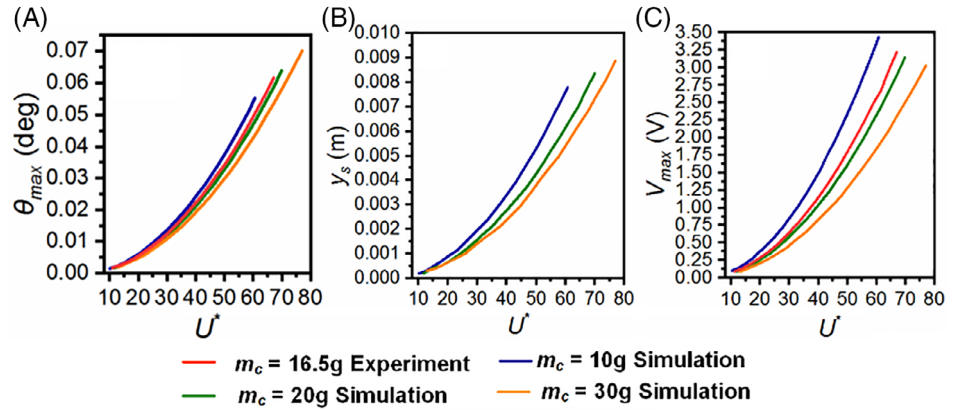 (A)
0.07
0.06
0.05
0.04
0.03
0.02
0.01
0.00
θmax (deg)
10 20 30 40 50 60 70 80
U*
(B)
0.010
0.009
0.008
0.007
0.006
0.005
0.004
0.003
0.002
0.001
0.000
ys (m)
10 20 30 40 50 60 70 80
U*
(C)
3.50
3.25
3.00
2.75
2.50
2.25
2.00
1.75
1.50
1.25
1.00
0.75
0.50
0.25
0.00
Vmax (V)
10 20 30 40 50 60 70 80
U*
mc = 16.5g Experiment
mc = 10g Simulation
mc = 20g Simulation
mc = 30g Simulation